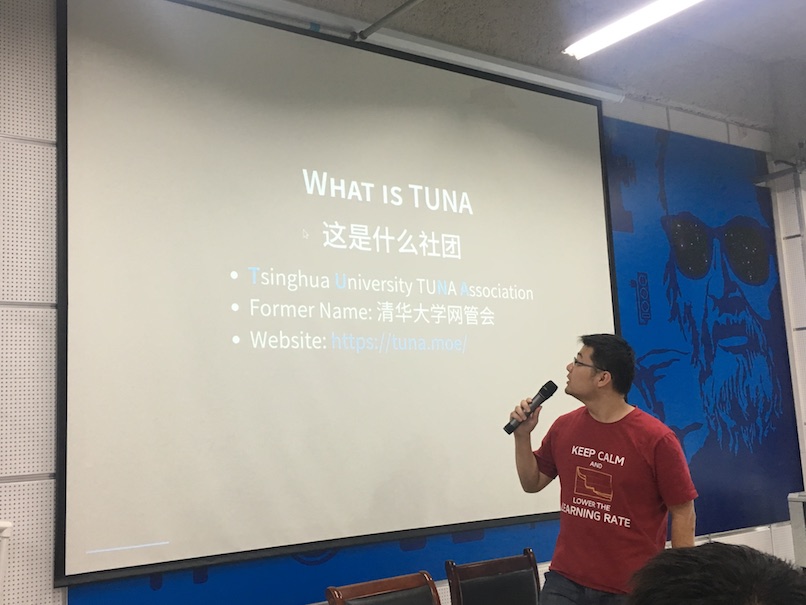 WHAT IS TUNA
这是什么社团
• Tsinghua University TUNA Association
• Former Name: 清华大学网管会
• Website: https://tuna.moe/
KEEP CALM
AND
LOWER THE
LEARNING RATE